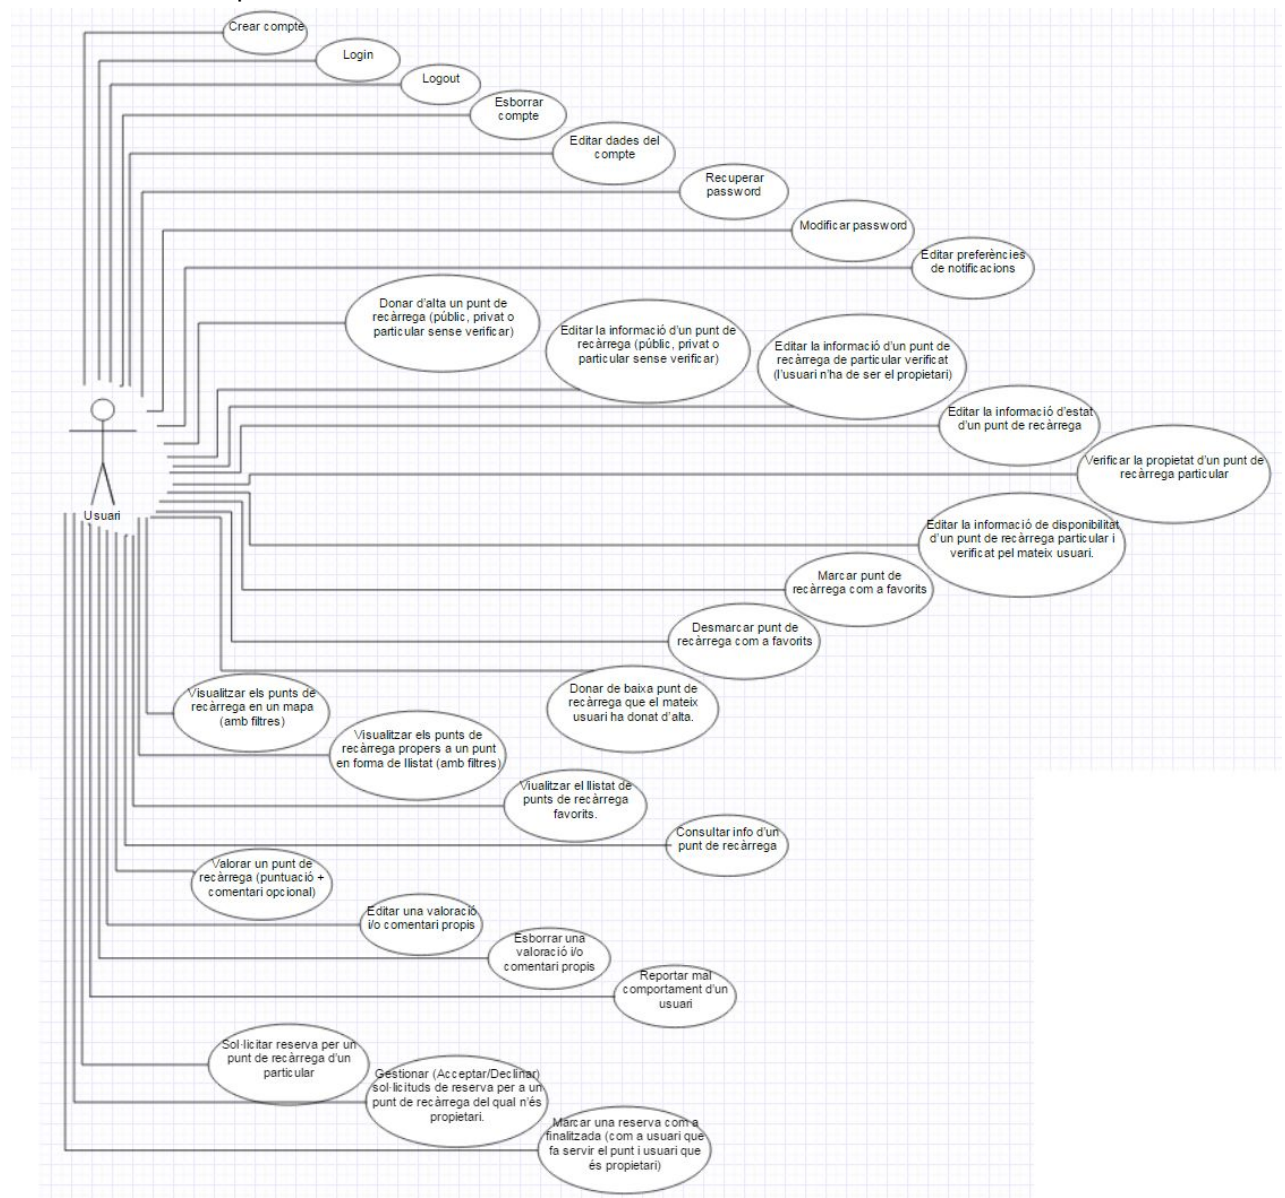 Crear compte
Login
Logout
Esborrar
compte
Editar dades del
compte
Recuperar
password
Modificar password
Editar preferències
de notificacions
Donar d'alta un punt de
recàrrega (públic, privat o
particular sense verificar)
Editar la informació d'un punt de
recàrrega (públic, privat o
particular sense verificar)
Editar la informació d'un punt de
recàrrega de particular verificat
(l'usuari n'ha de ser el propietari)
Editar la informació d'estat
d'un punt de recàrrega
Verificar la propietat d'un punt de
recàrrega particular
Usuari
Editar la informació de disponibilitat
d'un punt de recàrrega particular i
verificat pel mateix usuari.
Marcar punt de
recàrrega com a favorits
Desmarcar punt de
recàrrega com a favorits
Donar de baixa punt de
recàrrega que el mateix
usuari ha donat d'alta.
Visualitzar els punts de
recàrrega en un mapa
(amb filtres)
Visualitzar els punts de
recàrrega propers a un punt
en forma de llistat (amb filtres)
Viualitzar el llistat de
punts de recàrrega
favorits.
Consultar info d'un
punt de recàrrega
Valorar un punt de
recàrrega (puntuació +
comentari opcional)
Editar una valoració
i/o comentari propis
Esborrar una
valoració i/o
comentari propis
Reportar mal
comportament d'un
usuari
Sol·licitar reserva per un
punt de recàrrega d'un
particular
Gestionar (Acceptar/Declinar)
sol·licituds de reserva per a un
punt de recàrrega del qual n'és
propietari.
Marcar una reserva com a
finalitzada (com a usuari que
fa servir el punt i usuari que
és propietari)